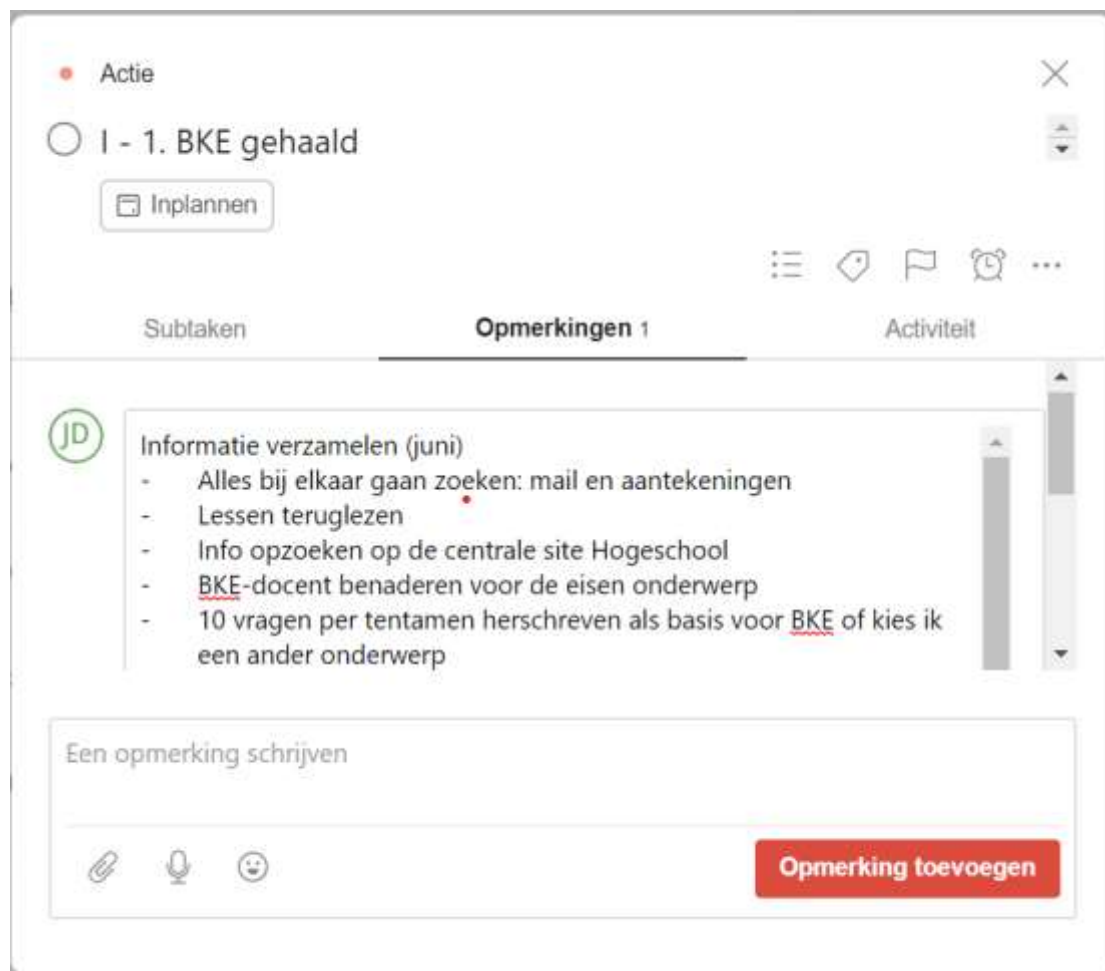 Actie
I - 1. BKE gehaald
Inplannen
Subtaken
Opmerkingen 1
Activiteit
JD
Informatie verzamelen (juni)
- Alles bij elkaar gaan zoeken: mail en aantekeningen
- Lessen teruglezen
- Info opzoeken op de centrale site Hogeschool
- BKE-docent benaderen voor de eisen onderwerp
- 10 vragen per tentamen herschreven als basis voor BKE of kies ik
een ander onderwerp
Een opmerking schrijven
Opmerking toevoegen